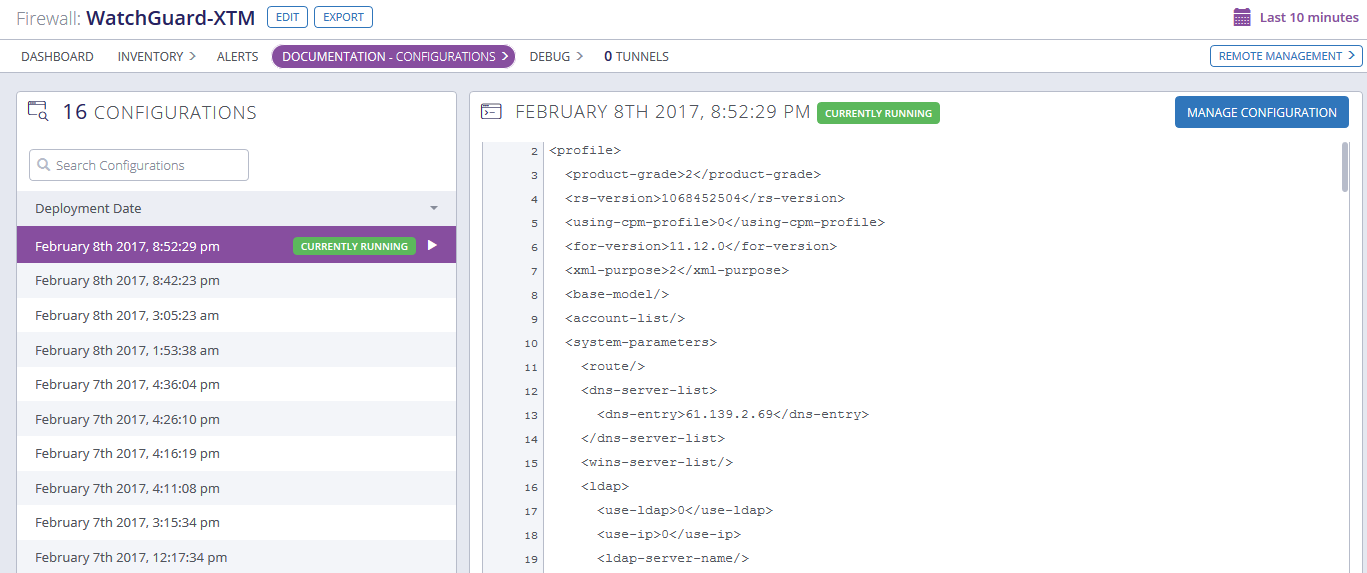 Firewall: WatchGuard-XTM EDIT EXPORT Last 10 minutes
DASHBOARD INVENTORY ALERTS DOCUMENTATION - CONFIGURATIONS DEBUG 0 TUNNELS REMOTE MANAGEMENT
16 CONFIGURATIONS
Search Configurations
Deployment Date
February 8th 2017, 8:52:29 pm CURRENTLY RUNNING
February 8th 2017, 8:42:23 pm
February 8th 2017, 3:05:23 am
February 8th 2017, 1:53:38 am
February 7th 2017, 4:36:04 pm
February 7th 2017, 4:26:10 pm
February 7th 2017, 4:16:19 pm
February 7th 2017, 4:11:08 pm
February 7th 2017, 3:15:34 pm
February 7th 2017, 12:17:34 pm
FEBRUARY 8TH 2017, 8:52:29 PM CURRENTLY RUNNING MANAGE CONFIGURATION
2 <profile>
3 <product-grade>2</product-grade>
4 <rs-version>1068452504</rs-version>
5 <using-cpm-profile>0</using-cpm-profile>
6 <for-version>11.12.0</for-version>
7 <xml-purpose>2</xml-purpose>
8 <base-model/>
9 <account-list/>
10 <system-parameters>
11 <route/>
12 <dns-server-list>
13 <dns-entry>61.139.2.69</dns-entry>
14 </dns-server-list>
15 <wins-server-list/>
16 <ldap>
17 <use-ldap>0</use-ldap>
18 <use-ip>0</use-ip>
19 <ldap-server-name/>